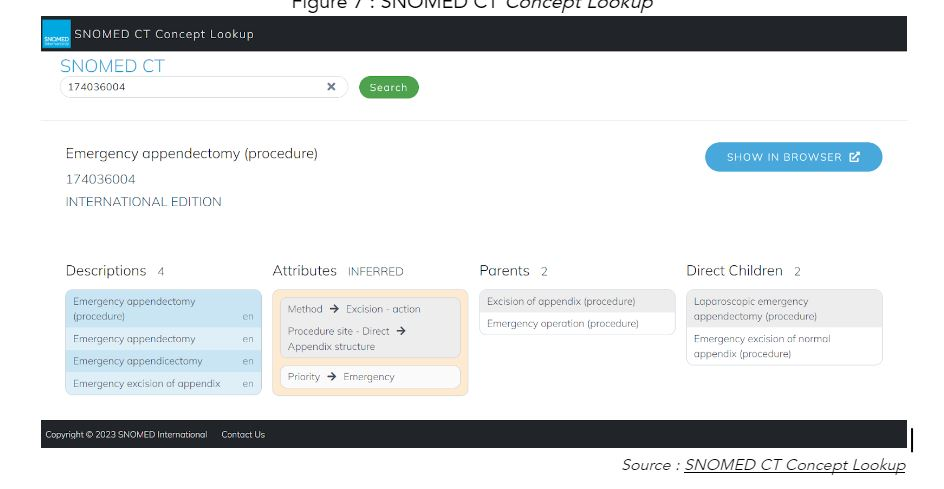 Figure 7 : SNOMED CT Concept Lookup
SNOMED SNOMED CT Concept Lookup
SNOMED CT
174036004 ✕ Search
Emergency appendectomy (procedure)
SHOW IN BROWSER
174036004
INTERNATIONAL EDITION
Descriptions 4
Emergency appendectomy
(procedure) en
Emergency appendectomy en
Emergency appendicectomy en
Emergency excision of appendix en
Attributes INFERRED
Method → Excision - action
Procedure site - Direct →
Appendix structure
Priority → Emergency
Parents 2
Excision of appendix (procedure)
Emergency operation (procedure)
Direct Children 2
Laparoscopic emergency
appendectomy (procedure)
Emergency excision of normal
appendix (procedure)
Copyright © 2023 SNOMED International Contact Us
Source : SNOMED CT Concept Lookup